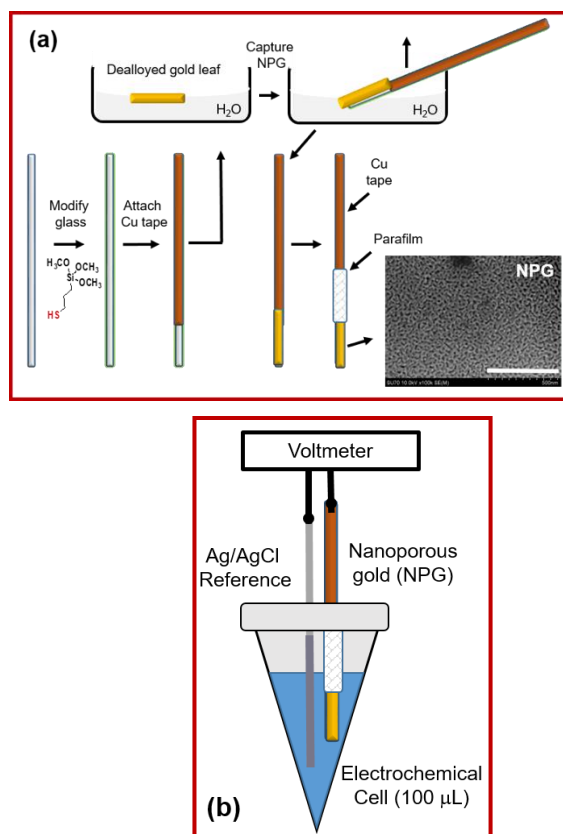 (a)
Dealloyed gold leaf
H₂O
Capture
NPG
H₂O
Modify
glass
H₃CO
OCH₃
Si
OCH₃
HS
Attach
Cu tape
Cu
tape
Parafilm
NPG
500nm
Voltmeter
Ag/AgCl
Reference
Nanoporous
gold (NPG)
Electrochemical
Cell (100 μL)
(b)